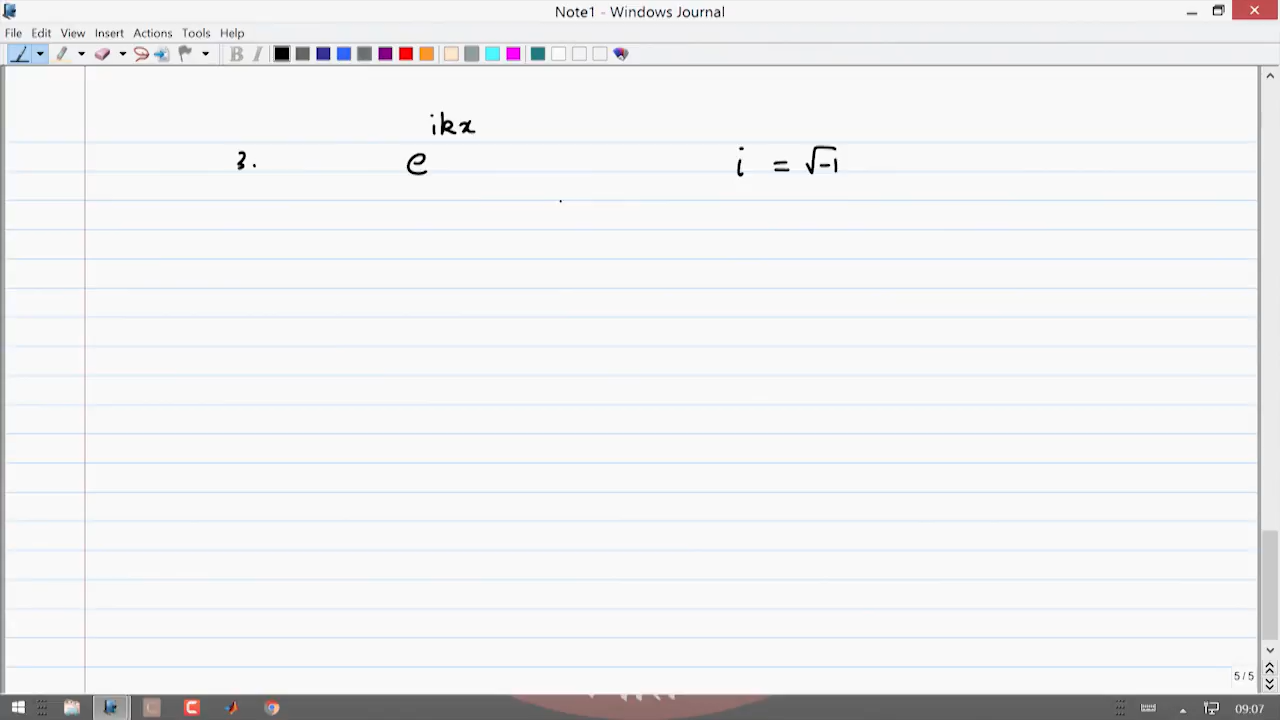 Note1 - Windows Journal
File Edit View Insert Actions Tools Help
B I
3. e^{ikx} i = √-1
5 / 5
09:07